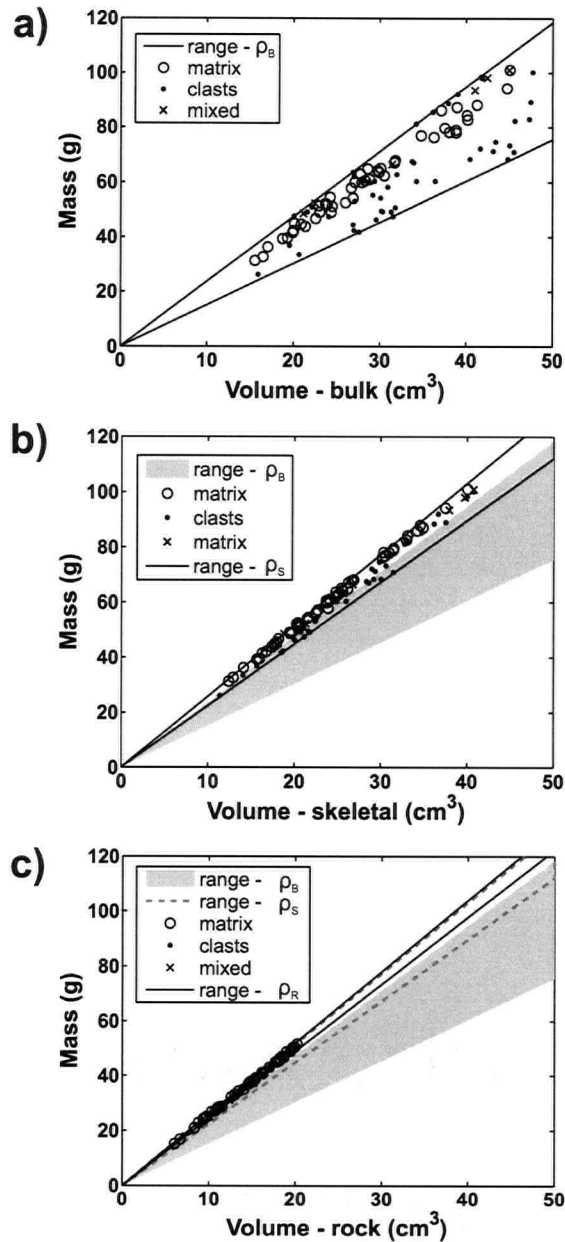 a)
120
100
80
60
40
20
0
Mass (g)
range - ρB
matrix
clasts
mixed
0 10 20 30 40 50
Volume - bulk (cm3)
b)
120
100
80
60
40
20
0
Mass (g)
range - ρB
matrix
clasts
matrix
range - ρS
0 10 20 30 40 50
Volume - skeletal (cm3)
c)
120
100
80
60
40
20
0
Mass (g)
range - ρB
range - ρS
matrix
clasts
mixed
range - ρR
0 10 20 30 40 50
Volume - rock (cm3)